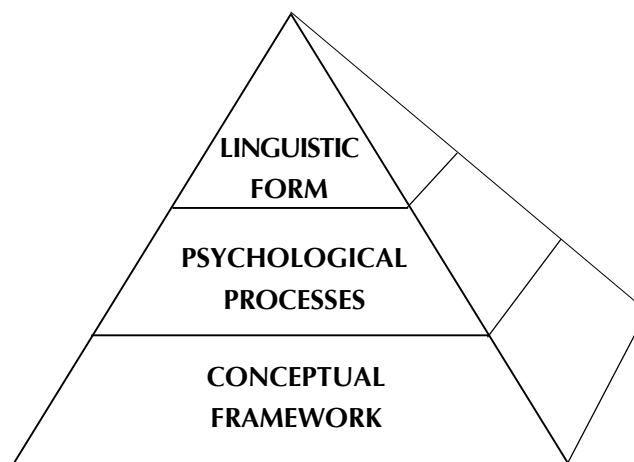 LINGUISTIC
FORM
PSYCHOLOGICAL
PROCESSES
CONCEPTUAL
FRAMEWORK